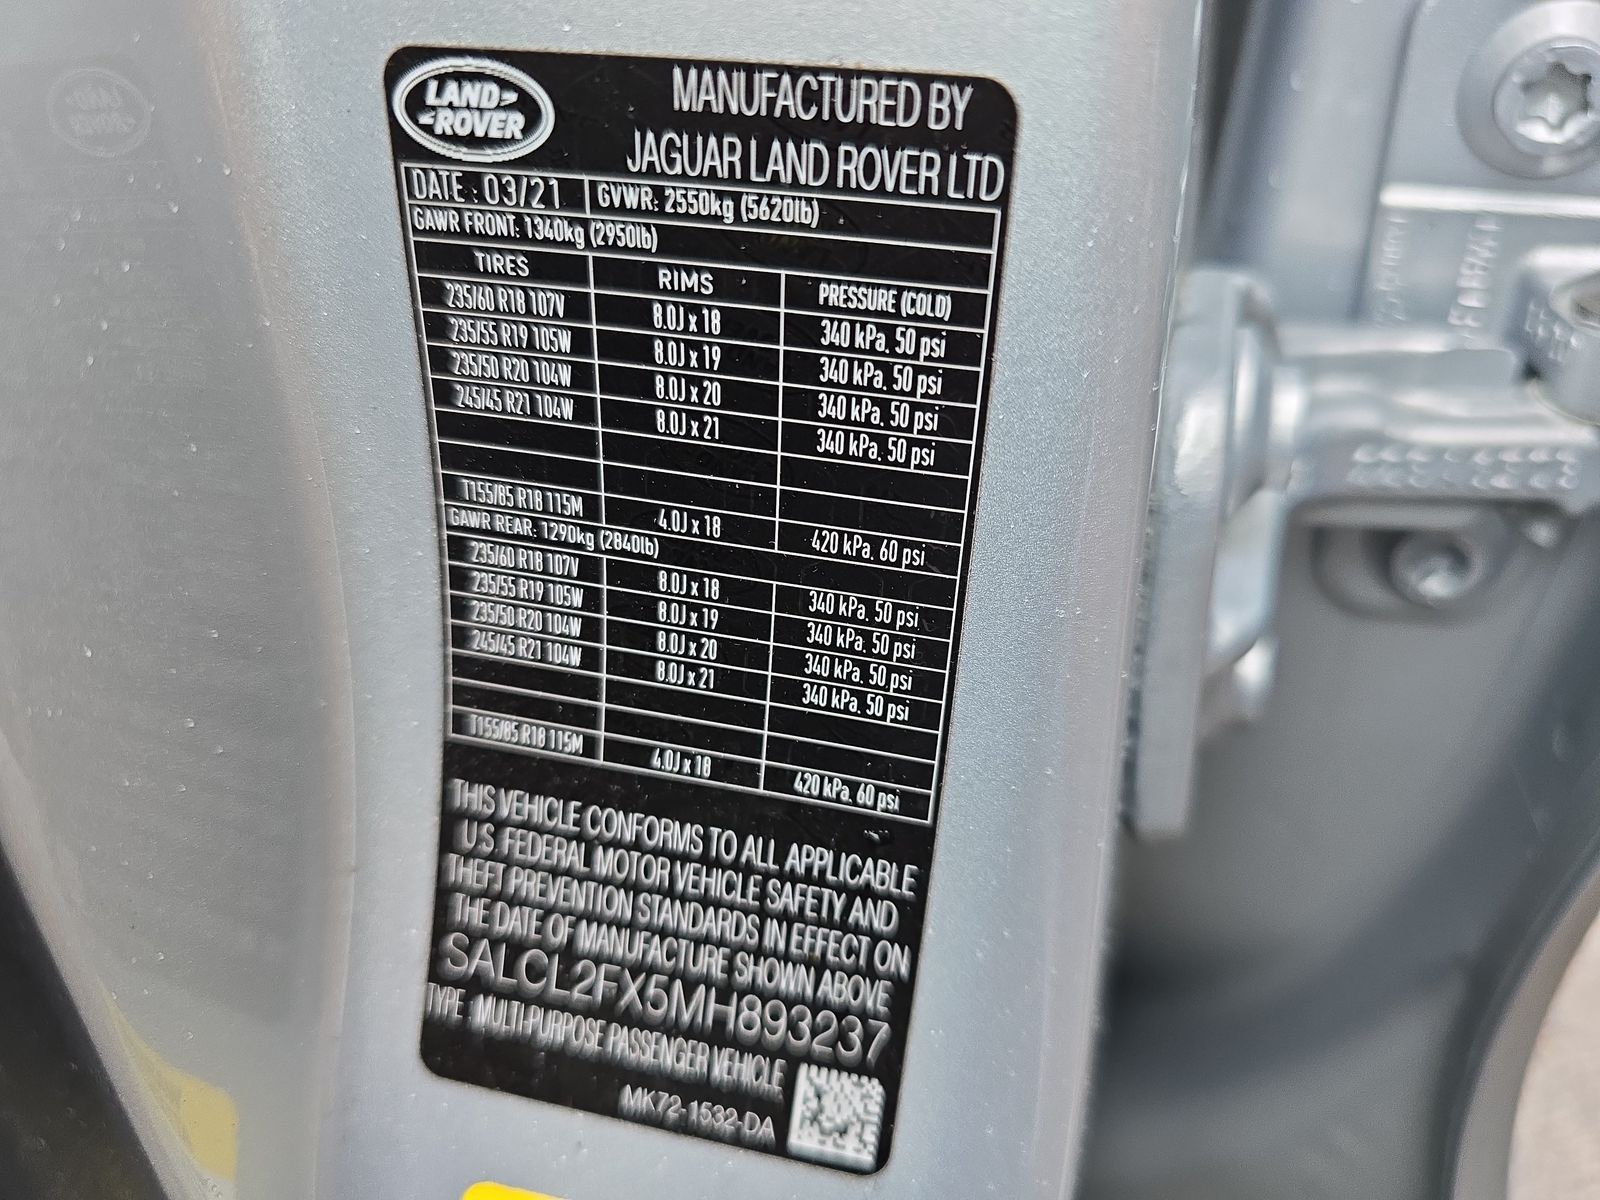 LAND ROVER
MANUFACTURED BY
JAGUAR LAND ROVER LTD
DATE : 03/21 GVWR: 2550kg (5620lb)
GAWR FRONT: 1340kg (2950lb)
TIRES RIMS PRESSURE (COLD)
235/60 R18 107V 8.0J x 18 340 kPa. 50 psi
235/55 R19 105W 8.0J x 19 340 kPa. 50 psi
235/50 R20 104W 8.0J x 20 340 kPa. 50 psi
245/45 R21 104W 8.0J x 21 340 kPa. 50 psi
T155/85 R18 115M 4.0J x 18 420 kPa. 60 psi
GAWR REAR: 1290kg (2840lb)
235/60 R18 107V 8.0J x 18 340 kPa. 50 psi
235/55 R19 105W 8.0J x 19 340 kPa. 50 psi
235/50 R20 104W 8.0J x 20 340 kPa. 50 psi
245/45 R21 104W 8.0J x 21 340 kPa. 50 psi
T155/85 R18 115M 4.0J x 18 420 kPa. 60 psi
THIS VEHICLE CONFORMS TO ALL APPLICABLE
U.S. FEDERAL MOTOR VEHICLE SAFETY AND
THEFT PREVENTION STANDARDS IN EFFECT ON
THE DATE OF MANUFACTURE SHOWN ABOVE
SALCL2FX5MH893237
TYPE : MULTI-PURPOSE PASSENGER VEHICLE
MK72-1532-DA